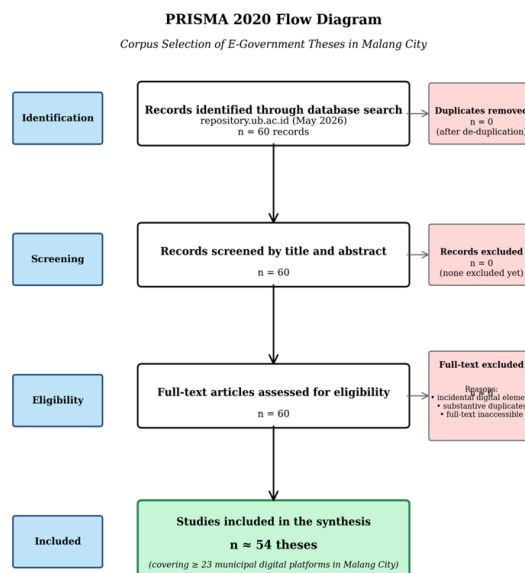 PRISMA 2020 Flow Diagram
Corpus Selection of E-Government Theses in Malang City
Identification
Records identified through database search
repository.ub.ac.id (May 2026)
n = 60 records
Duplicates removed
n = 0
(after de-duplication)
Screening
Records screened by title and abstract
n = 60
Records excluded
n = 0
(none excluded yet)
Eligibility
Full-text articles assessed for eligibility
n = 60
Full-text excluded
Reasons:
• incidental digital eleme
• substantive duplicates
• full-text inaccessible
Included
Studies included in the synthesis
n ≈ 54 theses
(covering ≥ 23 municipal digital platforms in Malang City)